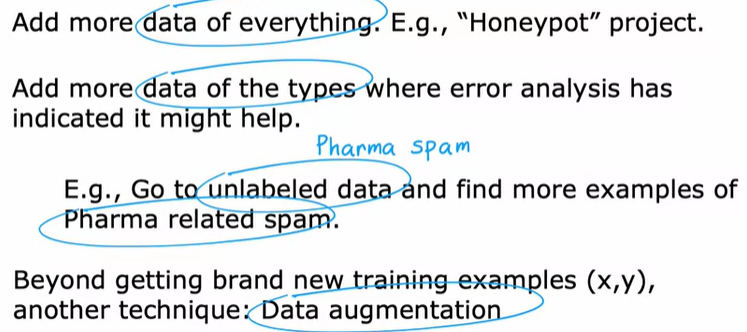 Add more data of everything. E.g., “Honeypot” project.
Add more data of the types where error analysis has
indicated it might help.
Pharma spam
E.g., Go to unlabeled data and find more examples of
Pharma related spam.
Beyond getting brand new training examples (x,y),
another technique: Data augmentation